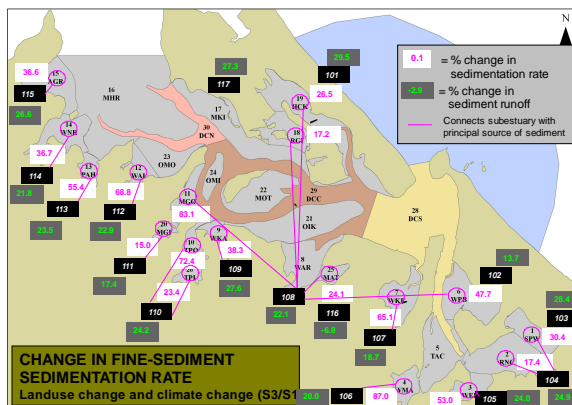 N
0.1
= % change in
sedimentation rate
-2.9
= % change in
sediment runoff
Connects subestuary with
principal source of sediment
29.5
101
27.3
117
19
HCK
26.5
18
17.2
36.6
15
115
26.6
16
MHR
17
MKI
30
DCN
14
WNR
36.7
114
21.8
13
PAH
55.4
113
23.5
12
WAI
68.8
112
22.9
23
OMO
24
OMI
22
MOT
29
DCC
21
OIK
28
DCS
11
MGO
83.1
20
MGE
15.0
111
17.4
10
72.4
TPL
23.4
110
24.2
9
WKA
38.3
109
27.6
8
WAR
108
22.1
25
MAT
24.1
116
-6.8
7
WKE
65.1
107
18.7
6
WPB
47.7
102
13.7
26.4
103
1
SPW
30.4
2
17.4
104
24.9
5
TAC
4
87.0
106
20.0
3
53.0
105
24.0
CHANGE IN FINE-SEDIMENT
SEDIMENTATION RATE
Landuse change and climate change (S3/S1